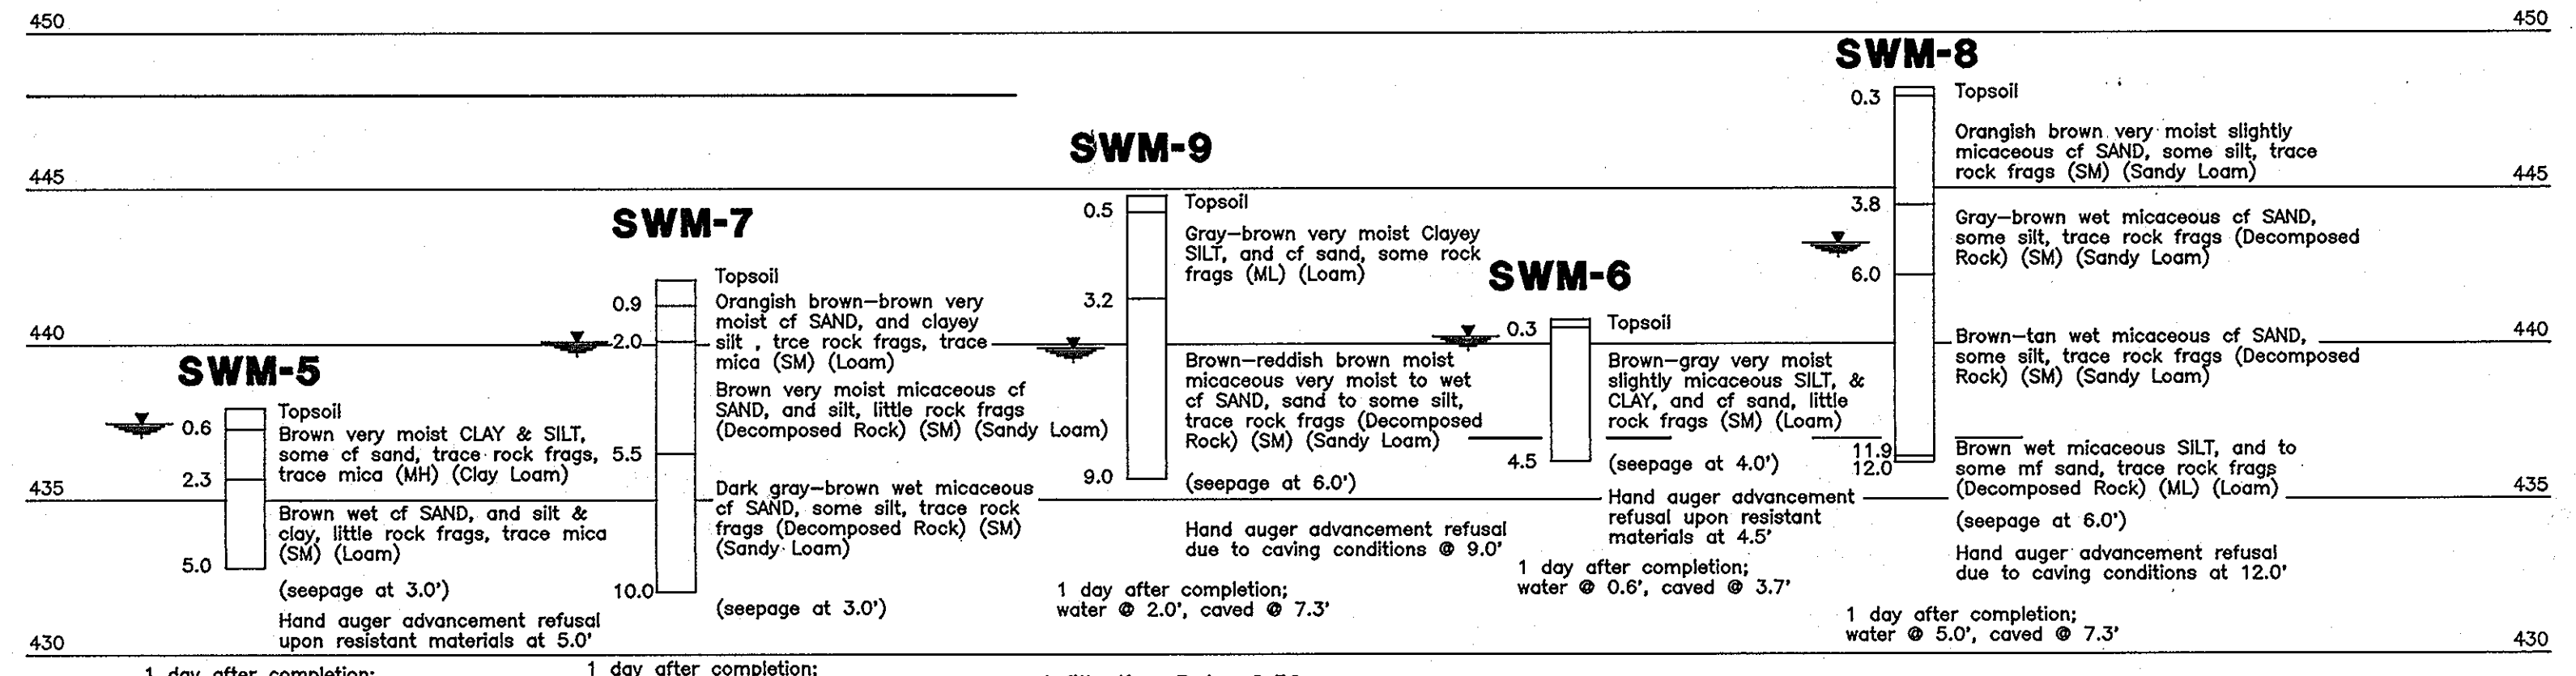 450
450
SWM-8
0.3
Topsoil
Orangish brown very moist slightly
micaceous cf SAND, some silt, trace
rock frags (SM) (Sandy Loam)
445
445
3.8
Gray-brown wet micaceous cf SAND,
some silt, trace rock frags (Decomposed
Rock) (SM) (Sandy Loam)
6.0
Brown-tan wet micaceous cf SAND,
some silt, trace rock frags (Decomposed
Rock) (SM) (Sandy Loam)
11.9
12.0
Brown wet micaceous SILT, and to
some mf sand, trace rock frags
(Decomposed Rock) (ML) (Loam)
(seepage at 6.0')
Hand auger advancement refusal
due to caving conditions at 12.0'
1 day after completion;
water @ 5.0', caved @ 7.3'
SWM-9
0.5
Topsoil
Gray-brown very moist Clayey
SILT, and cf sand, some rock
frags (ML) (Loam)
3.2
Brown-reddish brown moist
micaceous very moist to wet
cf SAND, sand to some silt,
trace rock frags (Decomposed
Rock) (SM) (Sandy Loam)
9.0
(seepage at 6.0')
Hand auger advancement refusal
due to caving conditions @ 9.0'
1 day after completion;
water @ 2.0', caved @ 7.3'
SWM-7
Topsoil
0.9
Orangish brown-brown very
moist cf SAND, and clayey
silt , trce rock frags, trace
mica (SM) (Loam)
2.0
Brown very moist micaceous cf
SAND, and silt, little rock frags
(Decomposed Rock) (SM) (Sandy Loam)
5.5
Dark gray-brown wet micaceous
cf SAND, some silt, trace rock
frags (Decomposed Rock) (SM)
(Sandy Loam)
10.0
(seepage at 3.0')
1 day after completion;
SWM-6
0.3
Topsoil
Brown-gray very moist
slightly micaceous SILT, &
CLAY, and cf sand, little
rock frags (SM) (Loam)
4.5
(seepage at 4.0')
Hand auger advancement
refusal upon resistant
materials at 4.5'
1 day after completion;
water @ 0.6', caved @ 3.7'
440
440
SWM-5
Topsoil
0.6
Brown very moist CLAY & SILT,
some cf sand, trace rock frags,
trace mica (MH) (Clay Loam)
2.3
435
435
Brown wet cf SAND, and silt &
clay, little rock frags, trace mica
(SM) (Loam)
5.0
(seepage at 3.0')
Hand auger advancement refusal
upon resistant materials at 5.0'
430
430
1 day after completion;